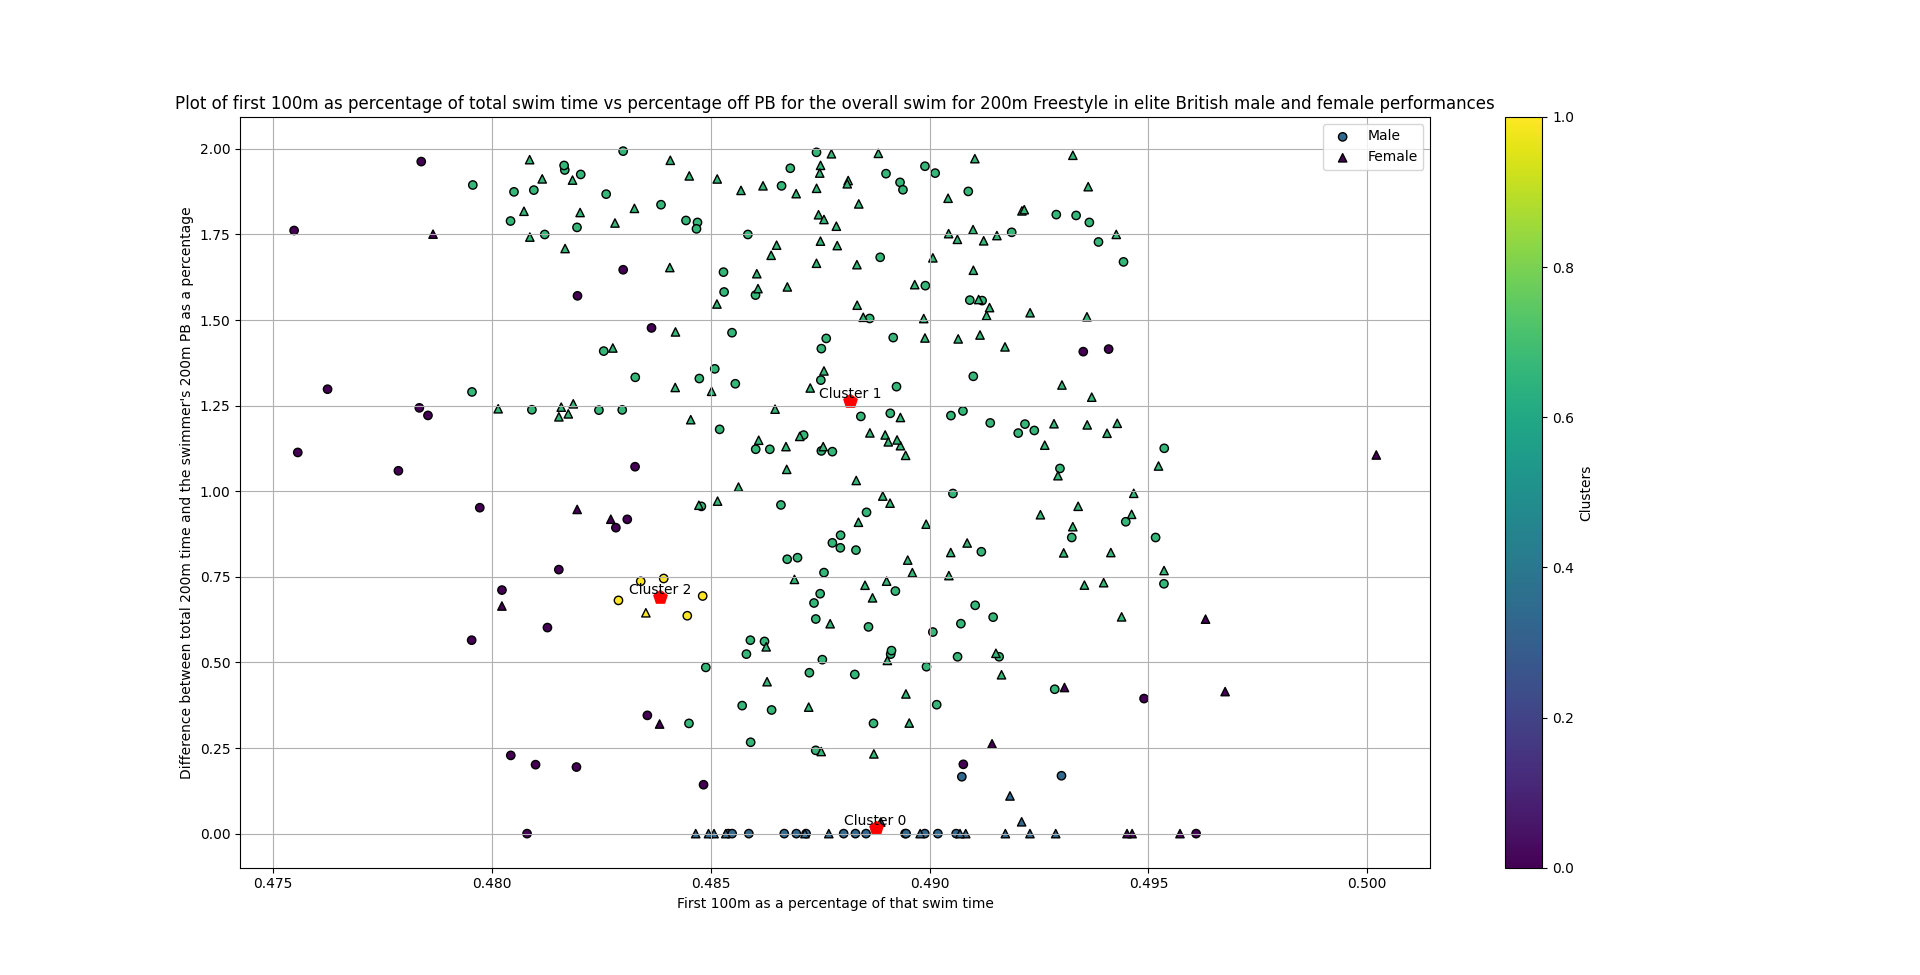 Plot of first 100m as percentage of total swim time vs percentage off PB for the overall swim for 200m Freestyle in elite British male and female performances
Difference between total 200m time and the swimmer's 200m PB as a percentage
2.00
1.75
1.50
1.25
1.00
0.75
0.50
0.25
0.00
Male
Female
Cluster 1
Cluster 2
Cluster 0
0.475
0.480
0.485
0.490
0.495
0.500
First 100m as a percentage of that swim time
1.0
0.8
0.6
0.4
0.2
0.0
Clusters